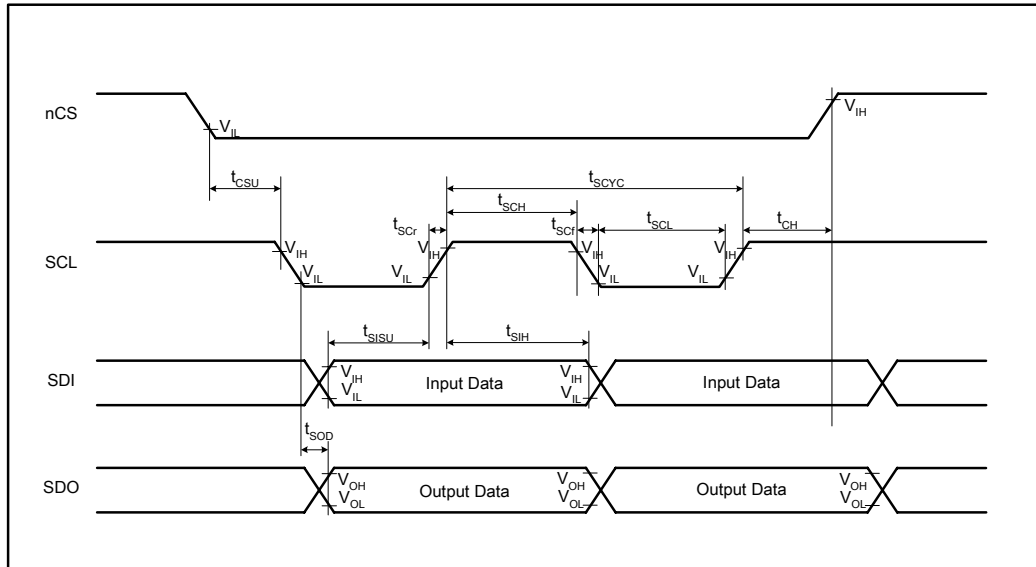 nCS
V_IL
V_IH
t_CSU
t_SCYC
t_SCH
t_SCr
t_SCf
t_SCL
t_CH
SCL
V_IH
V_IL
V_IL
V_IH
V_IH
V_IL
V_IL
V_IH
t_SISU
t_SIH
SDI
V_IH
V_IL
Input Data
V_IH
V_IL
Input Data
t_SOD
SDO
V_OH
V_OL
Output Data
V_OH
V_OL
Output Data
V_OH
V_OL